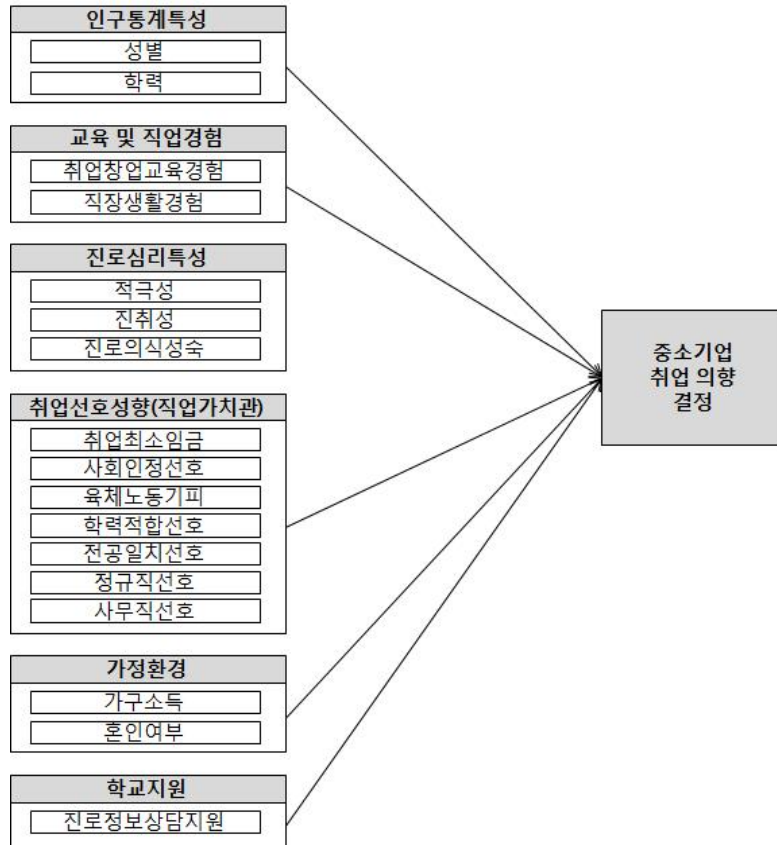 인구통계특성
성별
학력
교육 및 직업경험
취업창업교육경험
직장생활경험
진로심리특성
적극성
진취성
진로의식성숙
취업선호성향(직업가치관)
취업최소임금
사회인정선호
육체노동기피
학력적합선호
전공일치선호
정규직선호
사무직선호
가정환경
가구소득
혼인여부
학교지원
진로정보상담지원
중소기업
취업 의향
결정